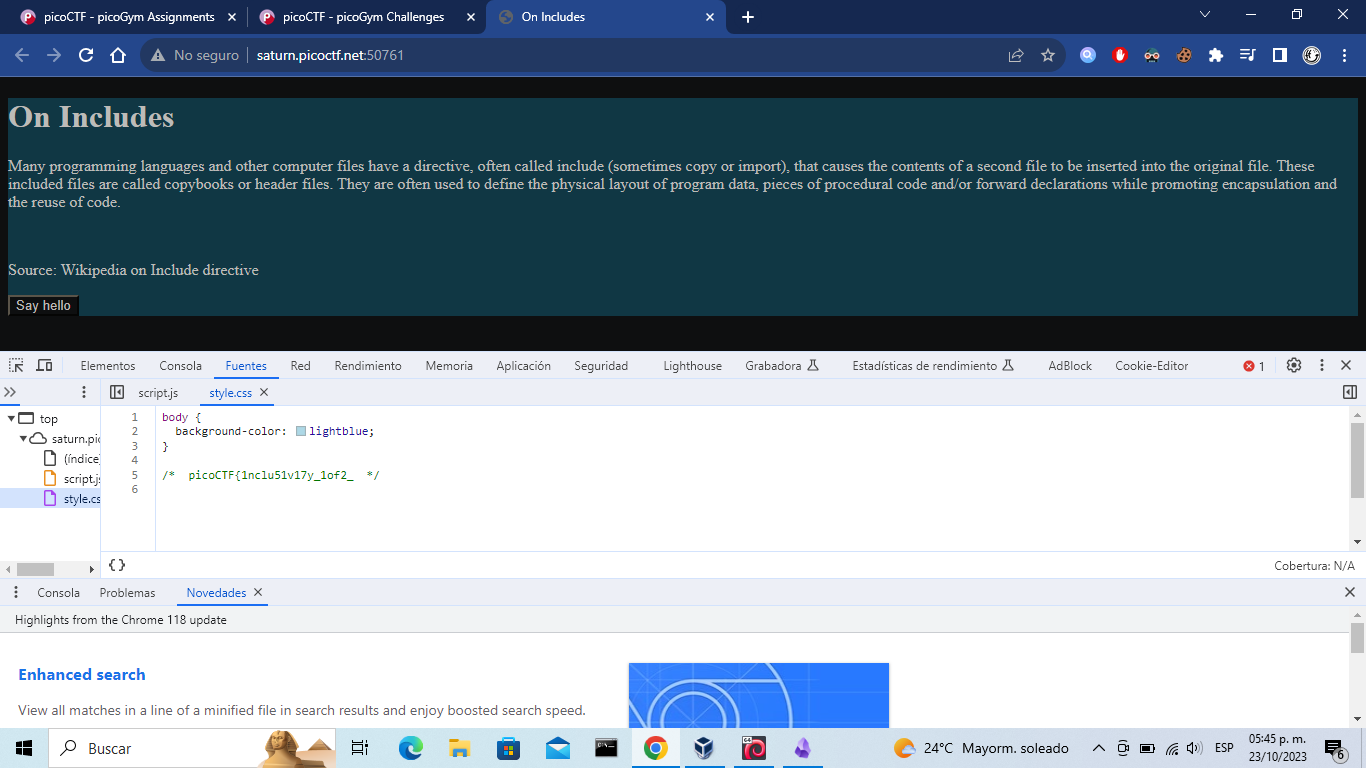 picoCTF - picoGym Assignments
picoCTF - picoGym Challenges
On Includes
No seguro
saturn.picoctf.net:50761
On Includes
Many programming languages and other computer files have a directive, often called include (sometimes copy or import), that causes the contents of a second file to be inserted into the original file. These
included files are called copybooks or header files. They are often used to define the physical layout of program data, pieces of procedural code and/or forward declarations while promoting encapsulation and
the reuse of code.
Source: Wikipedia on Include directive
Say hello
Elementos
Consola
Fuentes
Red
Rendimiento
Memoria
Aplicación
Seguridad
Lighthouse
Grabadora
Estadísticas de rendimiento
AdBlock
Cookie-Editor
1
script.js
style.css
top
saturn.pic
(índice)
script.js
style.cs
1 body {
2 background-color: lightblue;
3 }
4
5 /* picoCTF{1nclu51v17y_1of2_ */
6
{}
Cobertura: N/A
Consola
Problemas
Novedades
Highlights from the Chrome 118 update
Enhanced search
View all matches in a line of a minified file in search results and enjoy boosted search speed.
Buscar
64
24°C Mayorm. soleado
ESP
05:45 p. m.
23/10/2023
6